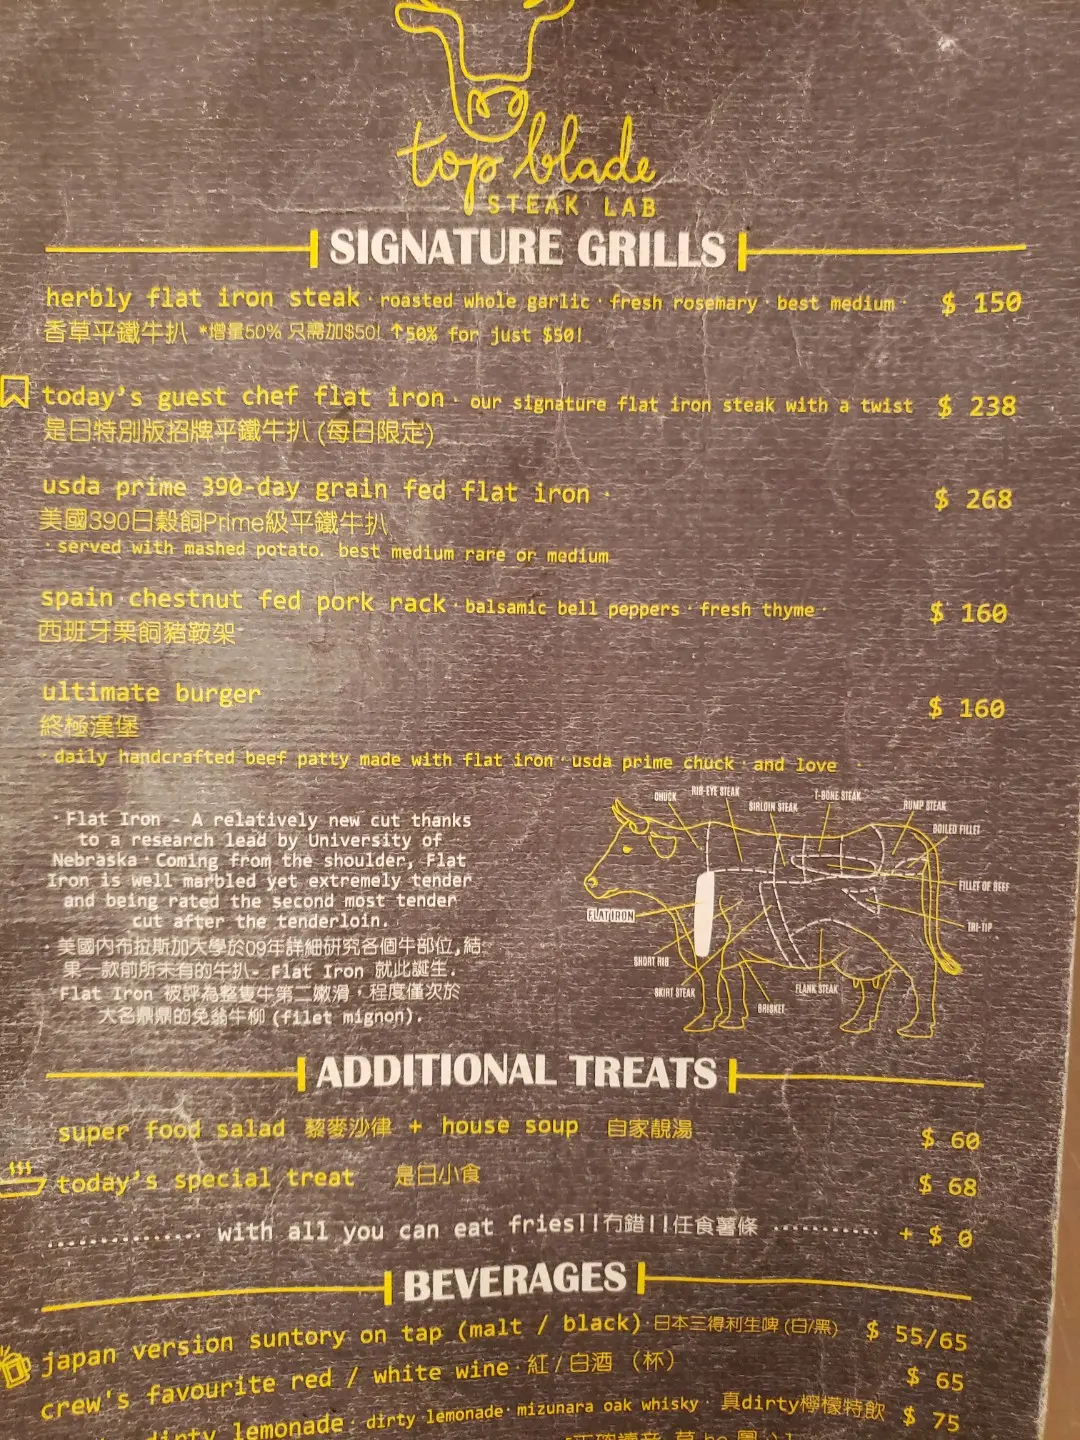 top blade
STEAK LAB
SIGNATURE GRILLS
herbly flat iron steak · roasted whole garlic · fresh rosemary · best medium · $ 150
香草平鐵牛扒 *增量50% 只需加$50! ↑50% for just $50!
today's guest chef flat iron · our signature flat iron steak with a twist $ 238
是日特別版招牌平鐵牛扒 (每日限定)
usda prime 390-day grain fed flat iron · $ 268
美國390日穀飼Prime級平鐵牛扒
· served with mashed potato. best medium rare or medium
spain chestnut fed pork rack · balsamic bell peppers · fresh thyme · $ 160
西班牙栗飼豬鞍架
ultimate burger $ 160
終極漢堡
· daily handcrafted beef patty made with flat iron · usda prime chuck · and love ·
· Flat Iron - A relatively new cut thanks
to a research lead by University of
Nebraska · Coming from the shoulder, Flat
Iron is well marbled yet extremely tender
and being rated the second most tender
cut after the tenderloin.
· 美國內布拉斯加大學於09年詳細研究各個牛部位,結
果一款前所未有的牛扒- Flat Iron 就此誕生.
Flat Iron 被評為整隻牛第二嫩滑，程度僅次於
大名鼎鼎的免翁牛柳 (filet mignon).
CHUCK
RIB-EYE STEAK
SIRLOIN STEAK
T-BONE STEAK
RUMP STEAK
BOILED FILLET
FILLET OF BEEF
TRI-TIP
FLAT IRON
SHORT RIB
SKIRT STEAK
BRISKET
FLANK STEAK
ADDITIONAL TREATS
super food salad 藜麥沙律 + house soup 自家靚湯 $ 60
today's special treat 是日小食 $ 68
with all you can eat fries!!冇錯!!任食薯條 + $ 0
BEVERAGES
japan version suntory on tap (malt / black) · 日本三得利生啤 (白/黑) $ 55/65
crew's favourite red / white wine · 紅 / 白酒 （杯） $ 65
dirty lemonade · dirty lemonade · mizunara oak whisky · 真dirty檸檬特飲 $ 75